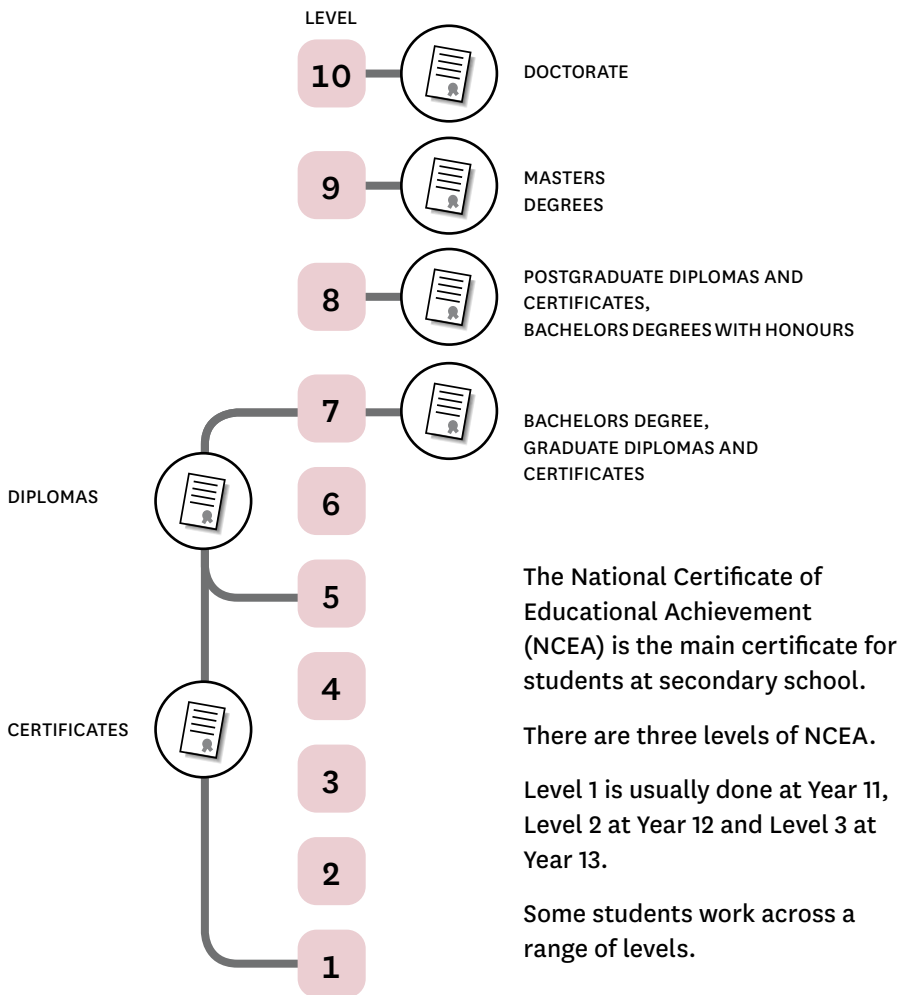 LEVEL
10
DOCTORATE
9
MASTERS
DEGREES
8
POSTGRADUATE DIPLOMAS AND
CERTIFICATES,
BACHELORS DEGREES WITH HONOURS
7
BACHELORS DEGREE,
GRADUATE DIPLOMAS AND
CERTIFICATES
DIPLOMAS
6
5
4
CERTIFICATES
3
2
1
The National Certificate of
Educational Achievement
(NCEA) is the main certificate for
students at secondary school.
There are three levels of NCEA.
Level 1 is usually done at Year 11,
Level 2 at Year 12 and Level 3 at
Year 13.
Some students work across a
range of levels.